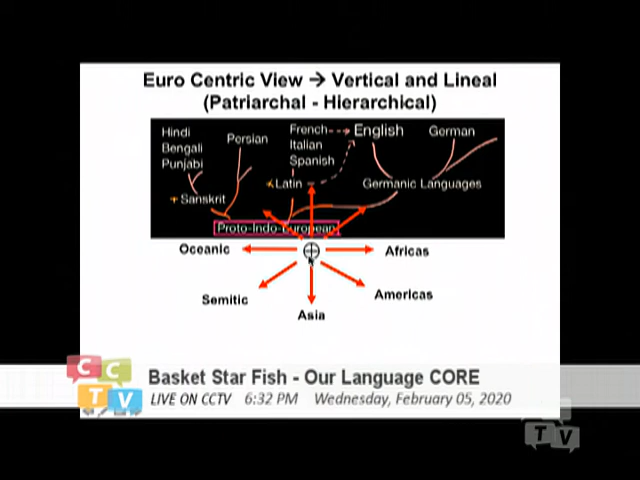 Euro Centric View → Vertical and Lineal
(Patriarchal - Hierarchical)
Hindi
Bengali
Punjabi
Persian
French
Italian
Spanish
English
German
Sanskrit
Latin
Germanic Languages
Proto-Indo-European
Oceanic
Africas
Semitic
Americas
Asia
CC
TV
Basket Star Fish - Our Language CORE
LIVE ON CCTV 6:32 PM Wednesday, February 05, 2020
TV